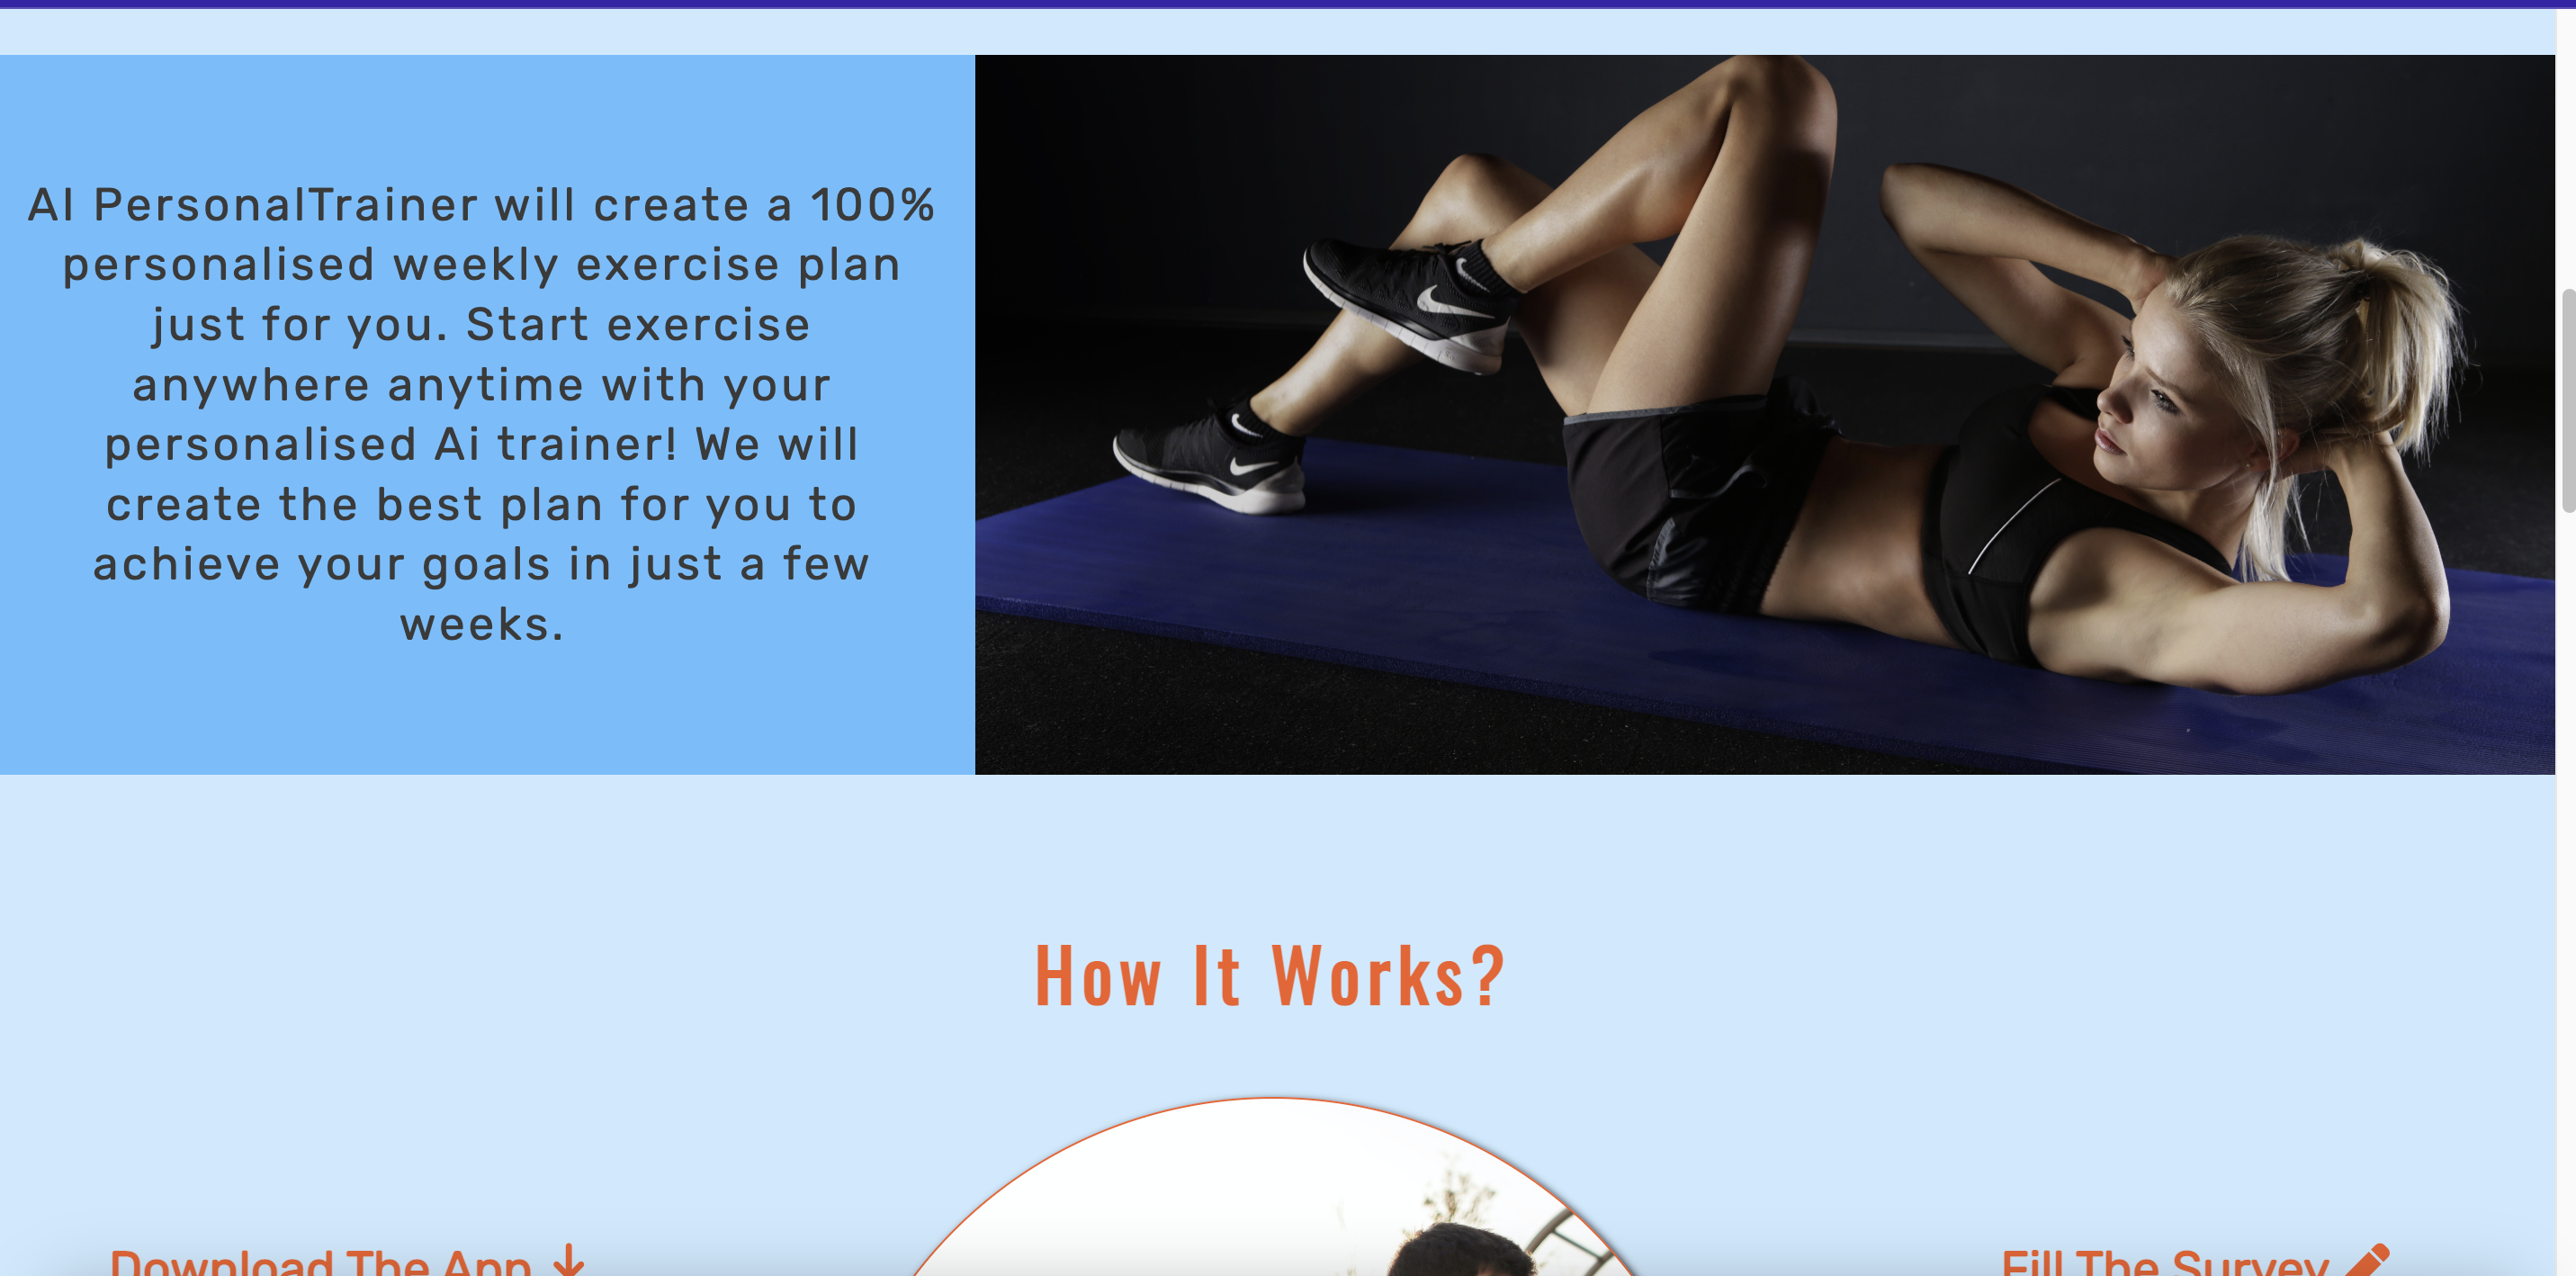 AI PersonalTrainer will create a 100%
personalised weekly exercise plan
just for you. Start exercise
anywhere anytime with your
personalised Ai trainer! We will
create the best plan for you to
achieve your goals in just a few
weeks.
How It Works?
Download The App
Fill The Survey